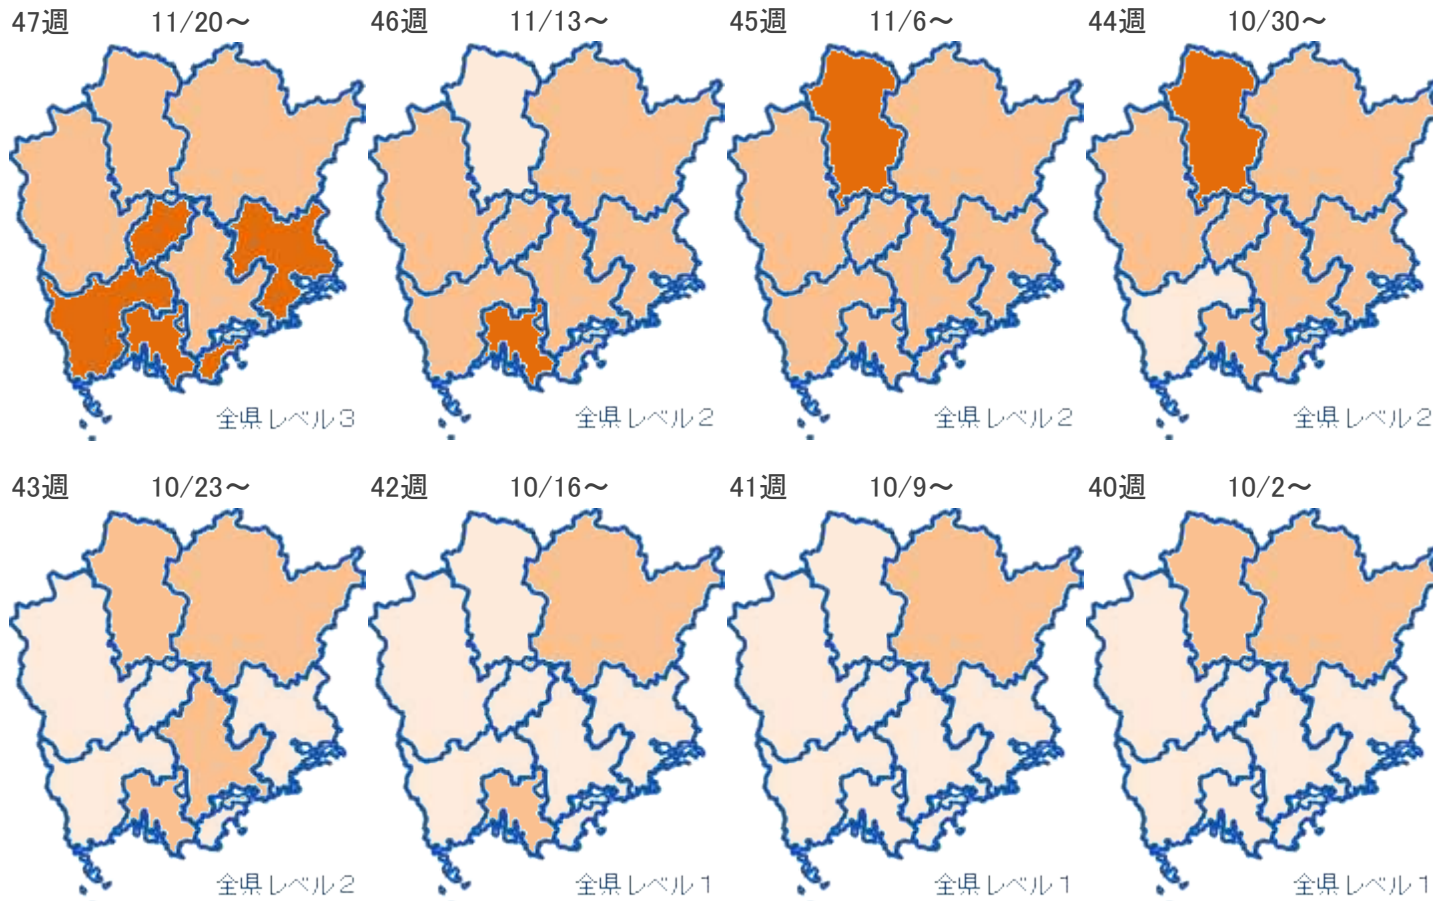 47週 11/20～
46週 11/13～
45週 11/6～
44週 10/30～
全県レベル3
全県レベル2
全県レベル2
全県レベル2
43週 10/23～
42週 10/16～
41週 10/9～
40週 10/2～
全県レベル2
全県レベル1
全県レベル1
全県レベル1